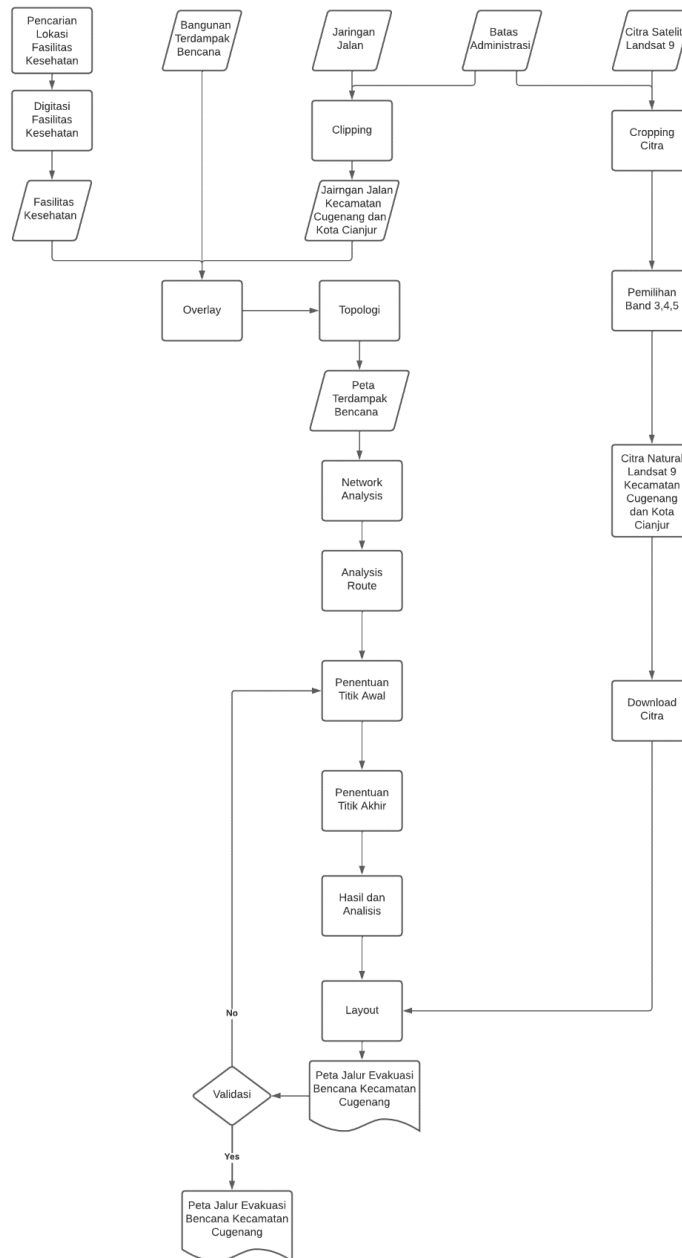 Pencarian
Lokasi
Fasilitas
Kesehatan
Bangunan
Terdampak
Bencana
Jaringan
Jalan
Batas
Administrasi
Citra Satelit
Landsat 9
Digitasi
Fasilitas
Kesehatan
Clipping
Cropping
Citra
Fasilitas
Kesehatan
Jairngan Jalan
Kecamatan
Cugenang dan
Kota Cianjur
Overlay
Topologi
Pemilihan
Band 3,4,5
Peta
Terdampak
Bencana
Network
Analysis
Citra Natural
Landsat 9
Kecamatan
Cugenang
dan Kota
Cianjur
Analysis
Route
Penentuan
Titik Awal
Download
Citra
Penentuan
Titik Akhir
Hasil dan
Analisis
Layout
No
Peta Jalur Evakuasi
Bencana Kecamatan
Cugenang
Validasi
Yes
Peta Jalur Evakuasi
Bencana Kecamatan
Cugenang